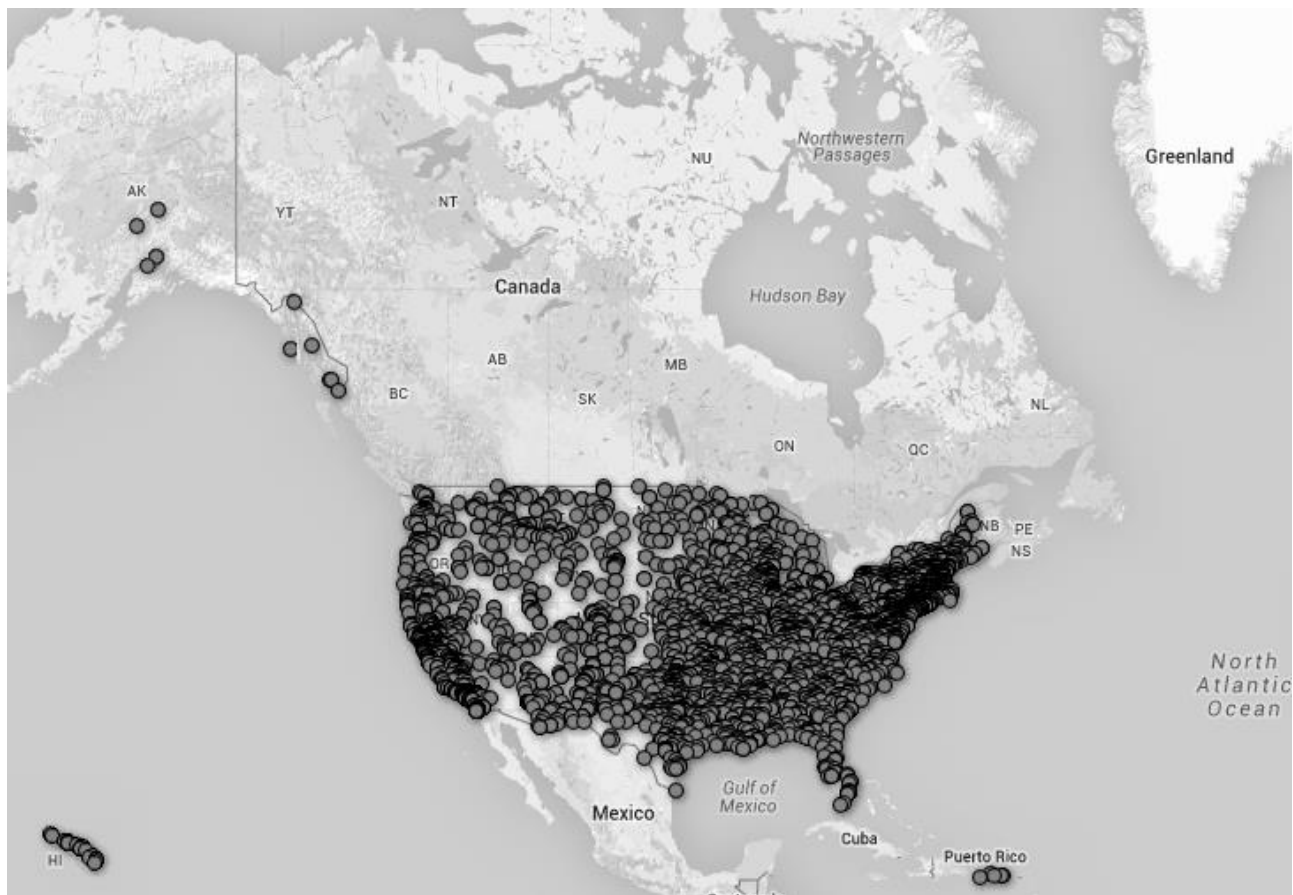 Northwestern
Passages
NU
Greenland
AK
NT
YT
Canada
Hudson Bay
AB
MB
BC
SK
NL
ON
QC
NB
PE
NS
OR
North
Atlantic
Ocean
Gulf of
Mexico
Mexico
Cuba
Puerto Rico
HI